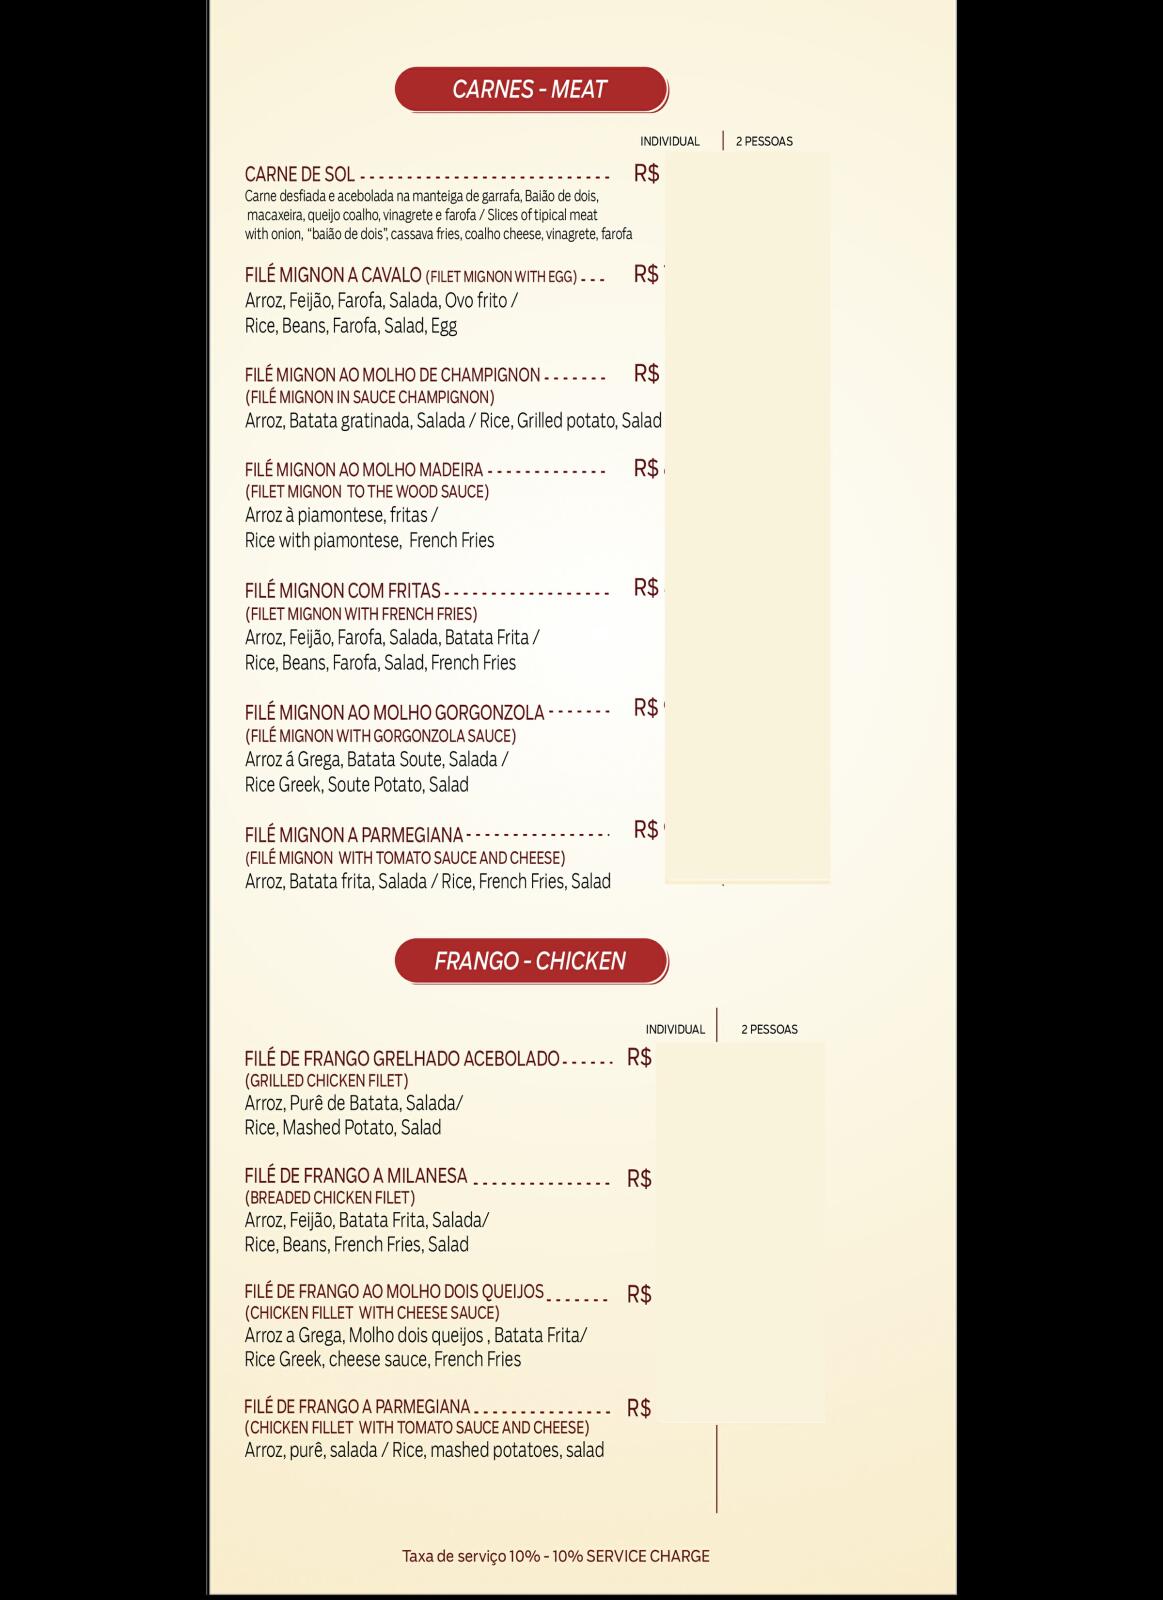 CARNES - MEAT
INDIVIDUAL 2 PESSOAS
CARNE DE SOL ------------------------- R$
Carne desfiada e acebolada na manteiga de garrafa, Baião de dois,
macaxeira, queijo coalho, vinagrete e farofa / Slices of tipical meat
with onion, “baião de dois”, cassava fries, coalho cheese, vinagrete, farofa
FILÉ MIGNON A CAVALO (FILET MIGNON WITH EGG) --- R$
Arroz, Feijão, Farofa, Salada, Ovo frito /
Rice, Beans, Farofa, Salad, Egg
FILÉ MIGNON AO MOLHO DE CHAMPIGNON ------- R$
(FILÉ MIGNON IN SAUCE CHAMPIGNON)
Arroz, Batata gratinada, Salada / Rice, Grilled potato, Salad
FILÉ MIGNON AO MOLHO MADEIRA ------------- R$
(FILET MIGNON TO THE WOOD SAUCE)
Arroz à piamontese, fritas /
Rice with piamontese, French Fries
FILÉ MIGNON COM FRITAS ------------------ R$
(FILET MIGNON WITH FRENCH FRIES)
Arroz, Feijão, Farofa, Salada, Batata Frita /
Rice, Beans, Farofa, Salad, French Fries
FILÉ MIGNON AO MOLHO GORGONZOLA ------- R$
(FILÉ MIGNON WITH GORGONZOLA SAUCE)
Arroz á Grega, Batata Soute, Salada /
Rice Greek, Soute Potato, Salad
FILÉ MIGNON A PARMEGIANA ---------------- R$
(FILÉ MIGNON WITH TOMATO SAUCE AND CHEESE)
Arroz, Batata frita, Salada / Rice, French Fries, Salad
FRANGO - CHICKEN
INDIVIDUAL 2 PESSOAS
FILÉ DE FRANGO GRELHADO ACEBOLADO ------ R$
(GRILLED CHICKEN FILET)
Arroz, Purê de Batata, Salada/
Rice, Mashed Potato, Salad
FILÉ DE FRANGO A MILANESA --------------- R$
(BREADED CHICKEN FILET)
Arroz, Feijão, Batata Frita, Salada/
Rice, Beans, French Fries, Salad
FILÉ DE FRANGO AO MOLHO DOIS QUEIJOS ------- R$
(CHICKEN FILLET WITH CHEESE SAUCE)
Arroz a Grega, Molho dois queijos , Batata Frita/
Rice Greek, cheese sauce, French Fries
FILÉ DE FRANGO A PARMEGIANA --------------- R$
(CHICKEN FILLET WITH TOMATO SAUCE AND CHEESE)
Arroz, purê, salada / Rice, mashed potatoes, salad
Taxa de serviço 10% - 10% SERVICE CHARGE